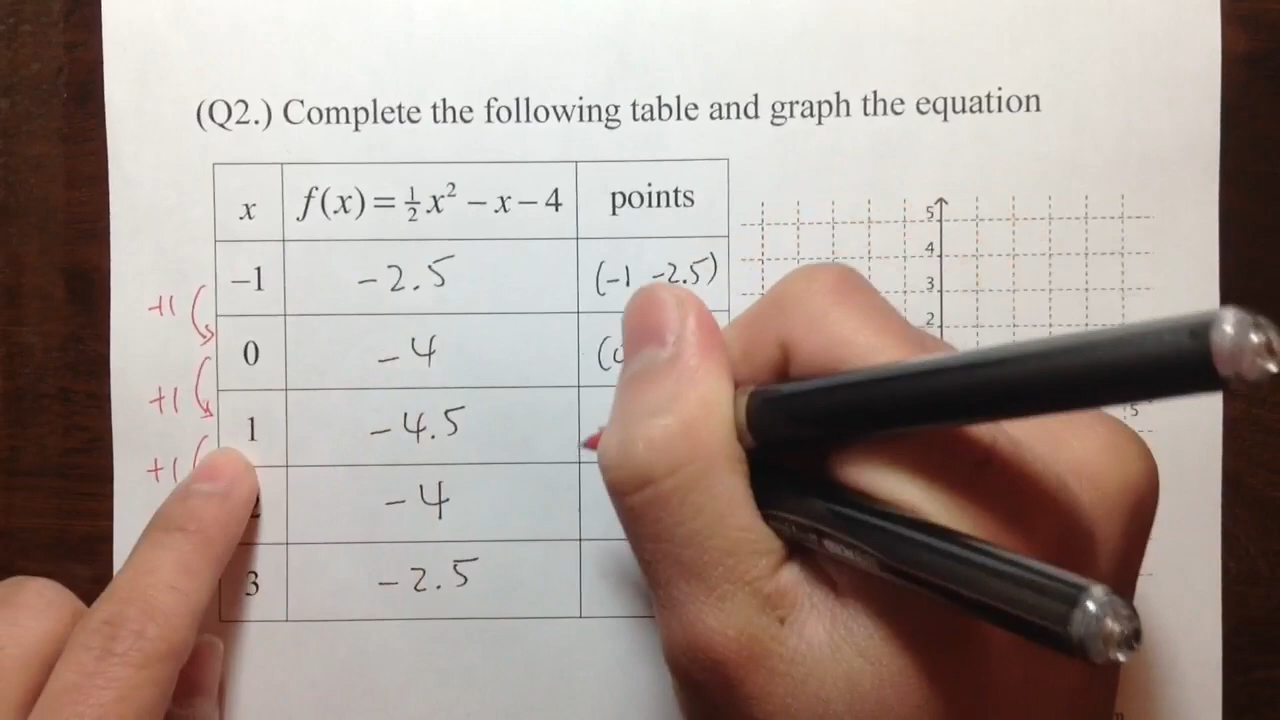 (Q2.) Complete the following table and graph the equation
x f(x) = ½x² − x − 4 points
−1 -2.5 (-1, -2.5)
+1
0 -4 (
+1
1 -4.5
+1
-4
3 -2.5
5
4
3
2
5